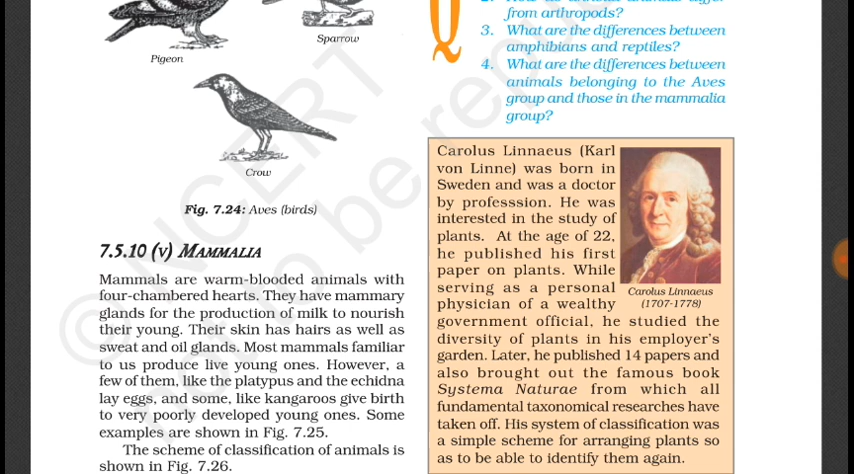 from arthropods?
3. What are the differences between
amphibians and reptiles?
4. What are the differences between
animals belonging to the Aves
group and those in the mammalia
group?
Q
Pigeon
Sparrow
Crow
Fig. 7.24: Aves (birds)
7.5.10 (v) MAMMALIA
Mammals are warm-blooded animals with
four-chambered hearts. They have mammary
glands for the production of milk to nourish
their young. Their skin has hairs as well as
sweat and oil glands. Most mammals familiar
to us produce live young ones. However, a
few of them, like the platypus and the echidna
lay eggs, and some, like kangaroos give birth
to very poorly developed young ones. Some
examples are shown in Fig. 7.25.
The scheme of classification of animals is
shown in Fig. 7.26.
Carolus Linnaeus (Karl
von Linne) was born in
Sweden and was a doctor
by professsion. He was
interested in the study of
plants. At the age of 22,
he published his first
paper on plants. While
serving as a personal
physician of a wealthy
government official, he studied the
diversity of plants in his employer's
garden. Later, he published 14 papers and
also brought out the famous book
Systema Naturae from which all
fundamental taxonomical researches have
taken off. His system of classification was
a simple scheme for arranging plants so
as to be able to identify them again.
Carolus Linnaeus
(1707-1778)
© NCERT
not to be rep